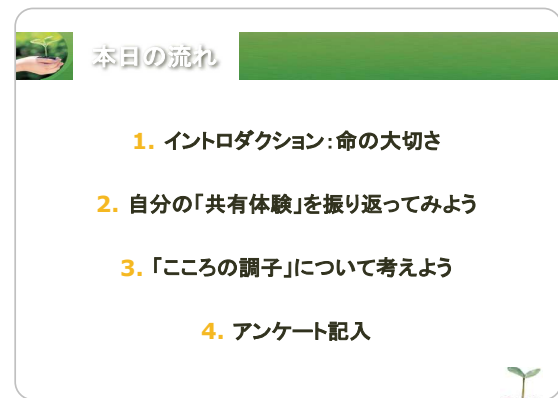 本日の流れ
1. イントロダクション：命の大切さ
2. 自分の「共有体験」を振り返ってみよう
3. 「こころの調子」について考えよう
4. アンケート記入